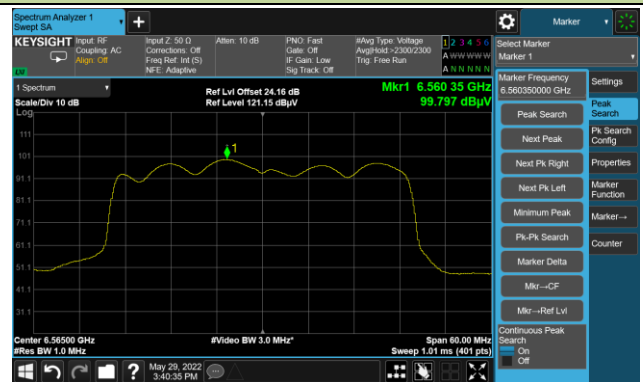 Spectrum Analyzer 1
Swept SA
Marker
KEYSIGHT
Input: RF
Coupling: AC
Align: Off
Input Z: 50 Ω
Corrections: Off
Freq Ref: Int (S)
NFE: Adaptive
Atten: 10 dB
PNO: Fast
Gate: Off
IF Gain: Low
Sig Track: Off
#Avg Type: Voltage
Avg|Hold:>2300/2300
Trig: Free Run
1 2 3 4 5 6
A W W W W W
A N N N N N
Select Marker
Marker 1
Marker Frequency
6.560350000 GHz
Settings
1 Spectrum
Scale/Div 10 dB
Log
Ref Lvl Offset 24.16 dB
Ref Level 121.15 dBµV
Mkr1 6.560 35 GHz
99.797 dBµV
Peak Search
Next Peak
Next Pk Right
Next Pk Left
Minimum Peak
Pk-Pk Search
Marker Delta
Mkr→CF
Mkr→Ref Lvl
Continuous Peak
Search
On
Off
Peak
Search
Pk Search
Config
Properties
Marker
Function
Marker→
Counter
1
111
101
91.1
81.1
71.1
61.1
51.1
41.1
31.1
Center 6.56500 GHz
#Res BW 1.0 MHz
#Video BW 3.0 MHz*
Span 60.00 MHz
Sweep 1.01 ms (401 pts)
May 29, 2022
3:40:35 PM